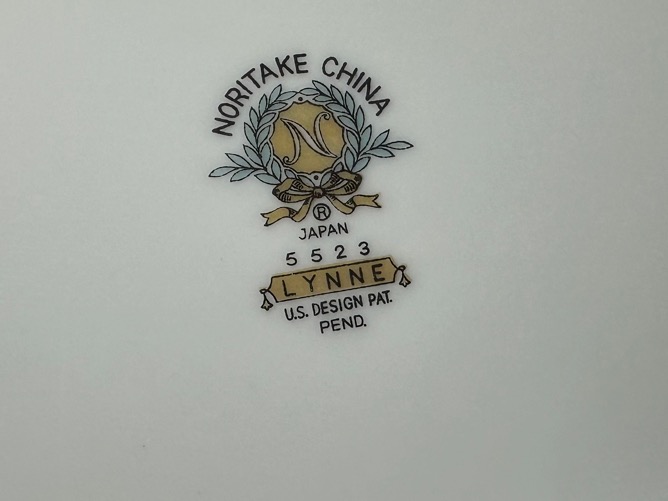 NORITAKE CHINA
N
®
JAPAN
5523
LYNNE
U.S. DESIGN PAT.
PEND.